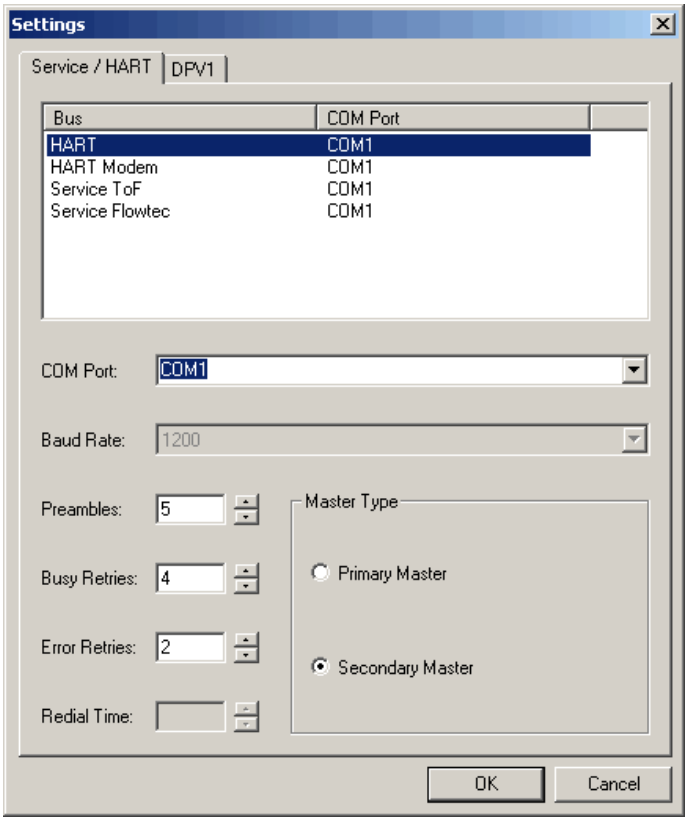 Settings
Service / HART DPV1
Bus COM Port
HART COM1
HART Modem COM1
Service ToF COM1
Service Flowtec COM1
COM Port: COM1
Baud Rate: 1200
Preambles: 5 Master Type
Primary Master
Busy Retries: 4
Error Retries: 2
Secondary Master
Redial Time:
OK Cancel